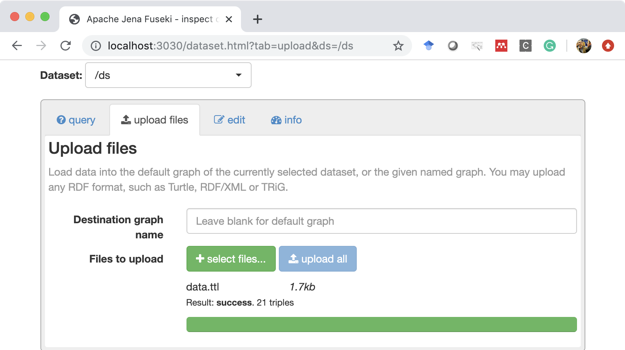 Apache Jena Fuseki - inspect
localhost:3030/dataset.html?tab=upload&ds=/ds
C
G
Dataset: /ds
query upload files edit info
Upload files
Load data into the default graph of the currently selected dataset, or the given named graph. You may upload
any RDF format, such as Turtle, RDF/XML or TRiG.
Destination graph
name
Leave blank for default graph
Files to upload
select files... upload all
data.ttl 1.7kb
Result: success. 21 triples